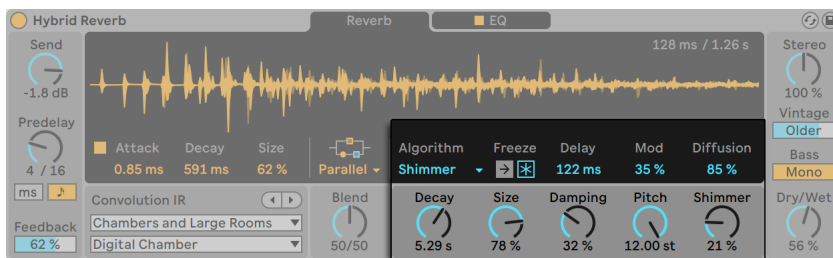 Hybrid Reverb
Reverb
EQ
Send
-1.8 dB
Predelay
4 / 16
ms
Feedback
62 %
128 ms / 1.26 s
Attack Decay Size
0.85 ms 591 ms 62 %
Parallel
Algorithm Freeze Delay Mod Diffusion
Shimmer 122 ms 35 % 85 %
Convolution IR
Chambers and Large Rooms
Digital Chamber
Blend
50/50
Decay Size Damping Pitch Shimmer
5.29 s 78 % 32 % 12.00 st 21 %
Stereo
100 %
Vintage
Older
Bass
Mono
Dry/Wet
56 %